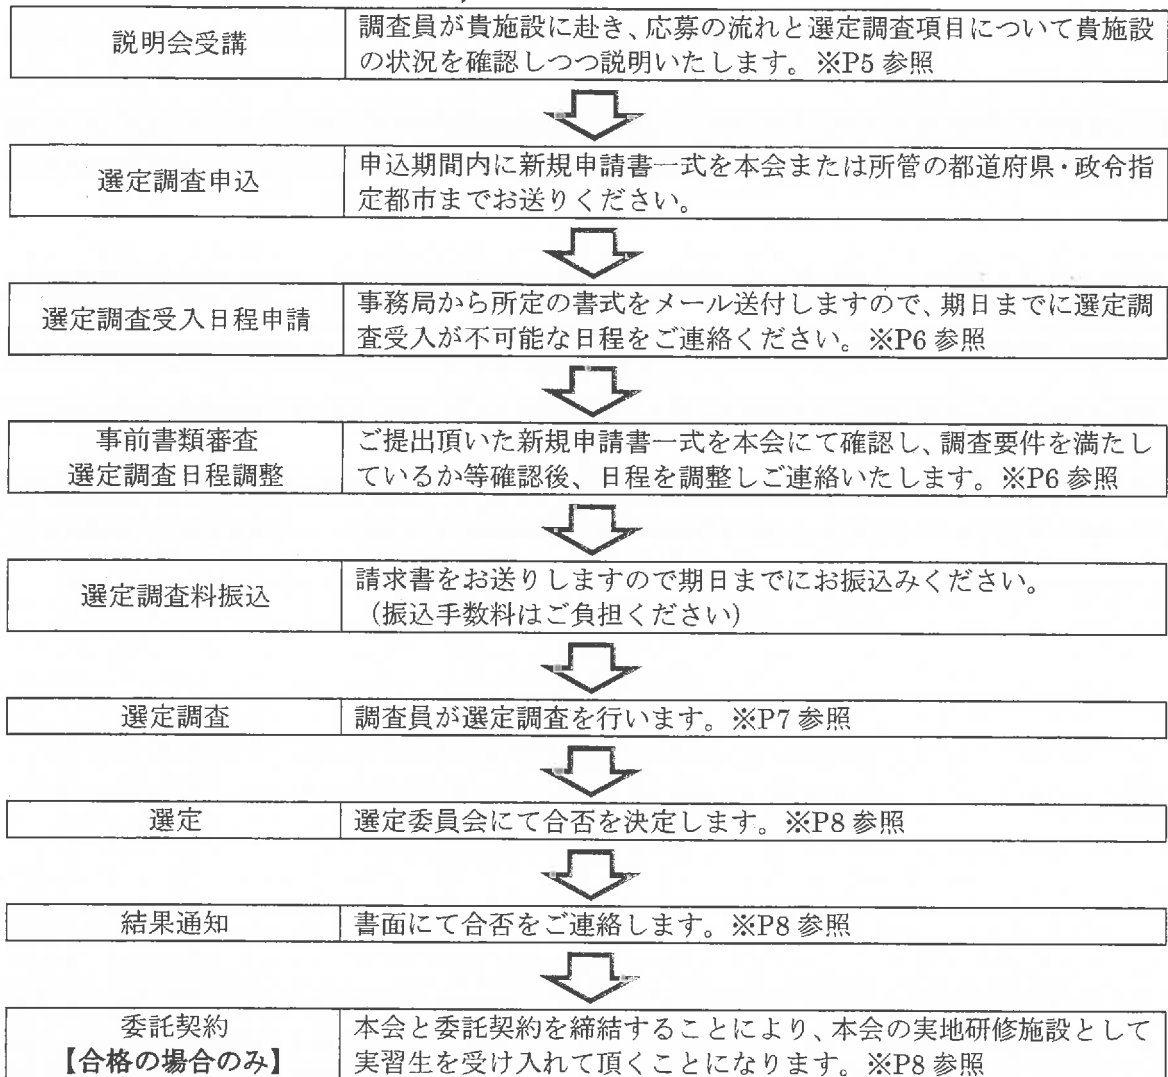 説明会受講
調査員が貴施設に赴き、応募の流れと選定調査項目について貴施設
の状況を確認しつつ説明いたします。※P5 参照
選定調査申込
申込期間内に新規申請書一式を本会または所管の都道府県・政令指
定都市までお送りください。
選定調査受入日程申請
事務局から所定の書式をメール送付しますので、期日までに選定調
査受入が不可能な日程をご連絡ください。※P6 参照
事前書類審査
選定調査日程調整
ご提出頂いた新規申請書一式を本会にて確認し、調査要件を満たし
ているか等確認後、日程を調整しご連絡いたします。※P6 参照
選定調査料振込
請求書をお送りしますので期日までにお振込みください。
（振込手数料はご負担ください）
選定調査
調査員が選定調査を行います。※P7 参照
選定
選定委員会にて合否を決定します。※P8 参照
結果通知
書面にて合否をご連絡します。※P8 参照
委託契約
【合格の場合のみ】
本会と委託契約を締結することにより、本会の実地研修施設として
実習生を受け入れて頂くことになります。※P8 参照